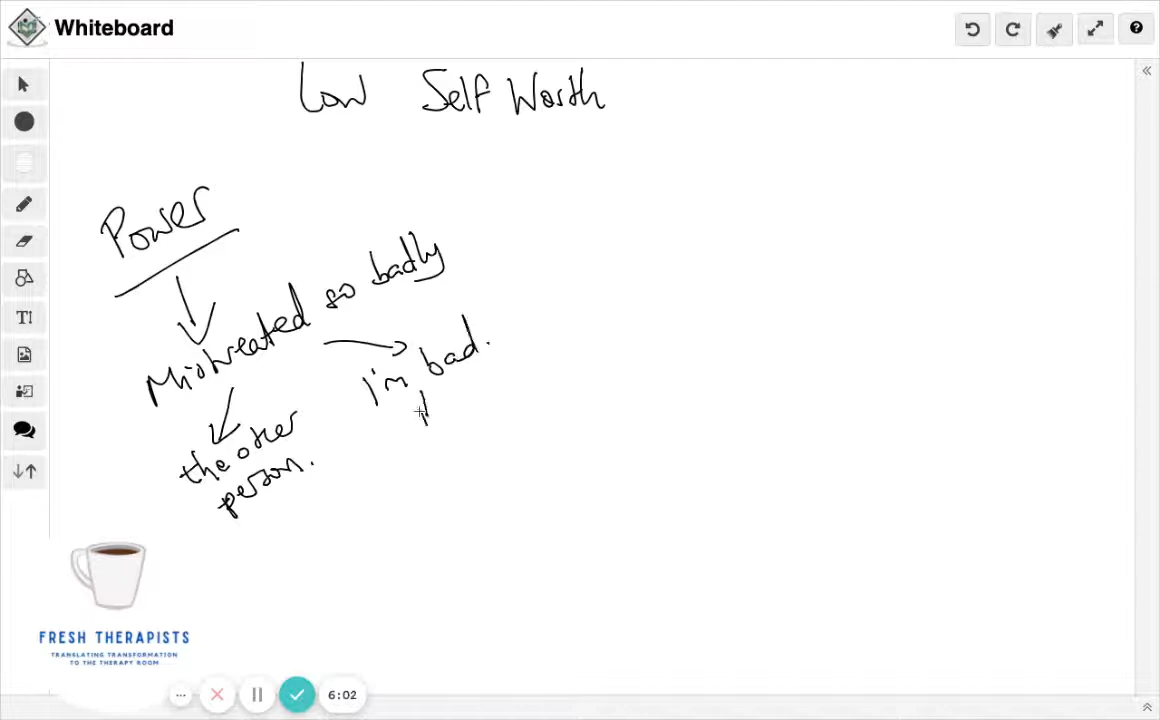 Whiteboard
Low Self Worth
Power
Mistreated so badly
I'm bad.
the other
person.
FRESH THERAPISTS
TRANSLATING TRANSFORMATION
TO THE THERAPY ROOM
6:02